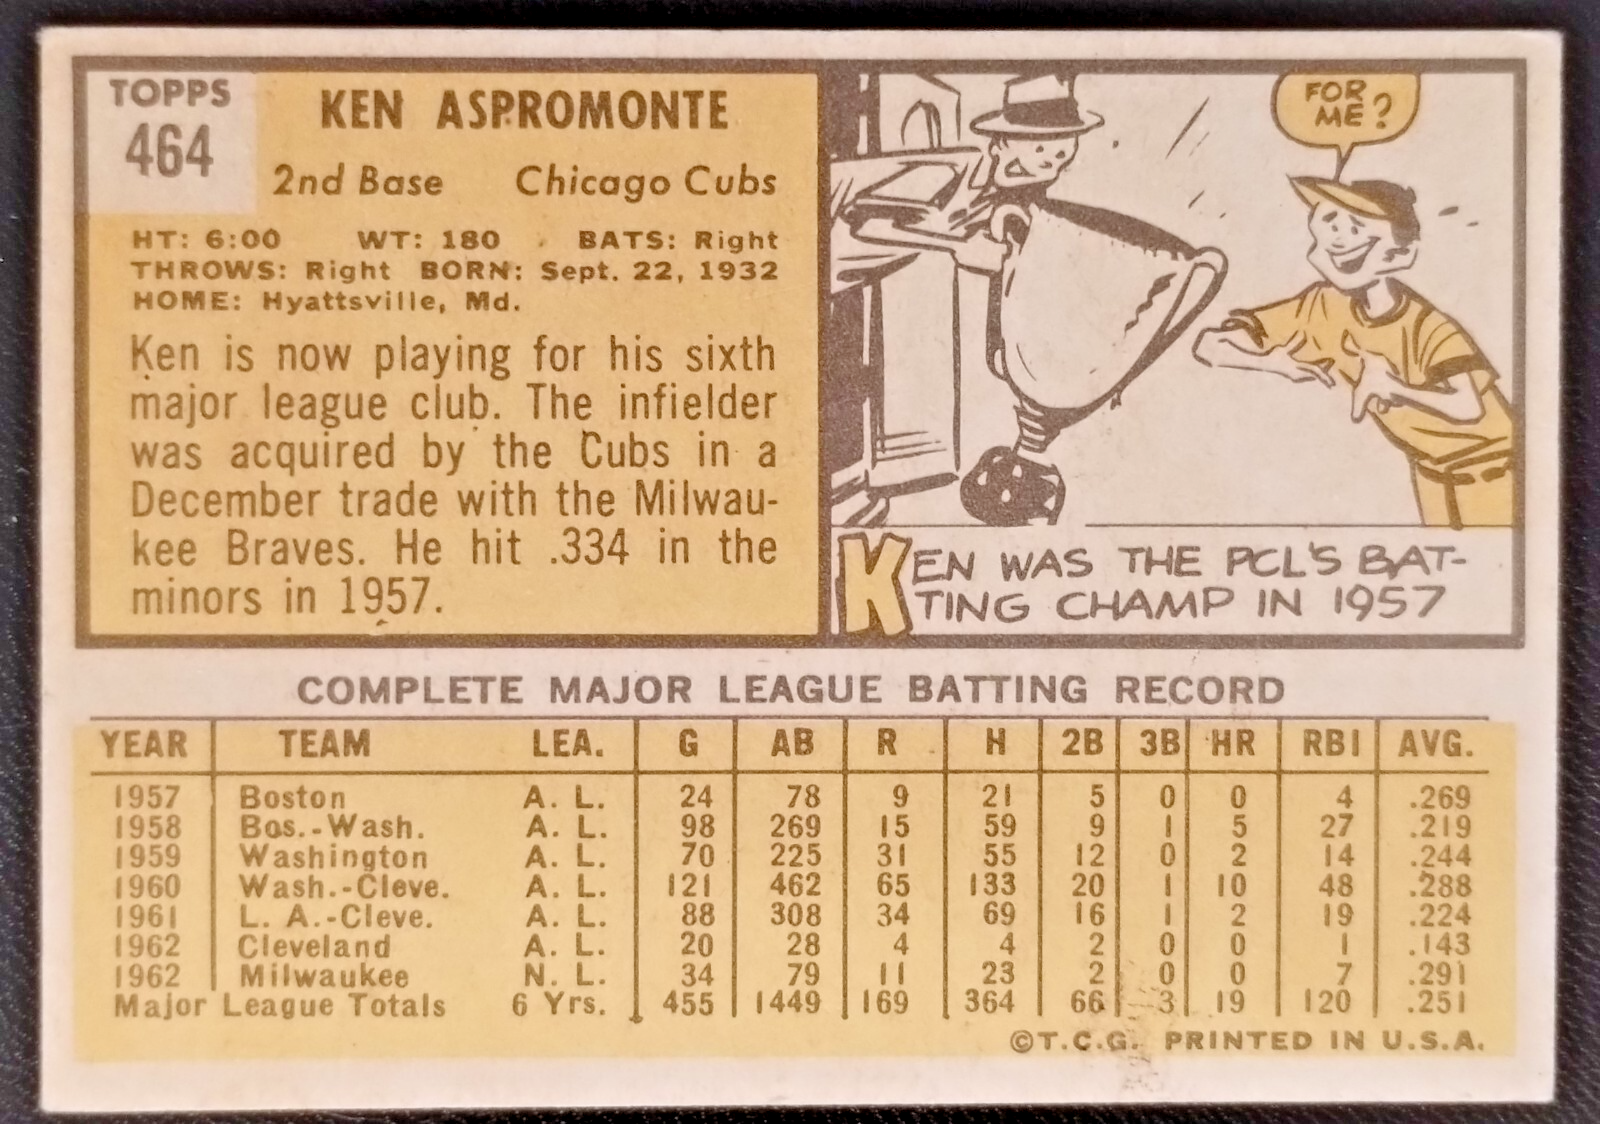 TOPPS
464
KEN ASPROMONTE
2nd Base Chicago Cubs
HT: 6:00 WT: 180 BATS: Right
THROWS: Right BORN: Sept. 22, 1932
HOME: Hyattsville, Md.
Ken is now playing for his sixth
major league club. The infielder
was acquired by the Cubs in a
December trade with the Milwau-
kee Braves. He hit .334 in the
minors in 1957.
FOR
ME?
KEN WAS THE PCL'S BAT-
TING CHAMP IN 1957
COMPLETE MAJOR LEAGUE BATTING RECORD
YEAR TEAM LEA. G AB R H 2B 3B HR RBI AVG.
1957 Boston A. L. 24 78 9 21 5 0 0 4 .269
1958 Bos.-Wash. A. L. 98 269 15 59 9 1 5 27 .219
1959 Washington A. L. 70 225 31 55 12 0 2 14 .244
1960 Wash.-Cleve. A. L. 121 462 65 133 20 1 10 48 .288
1961 L. A.-Cleve. A. L. 88 308 34 69 16 1 2 19 .224
1962 Cleveland A. L. 20 28 4 4 2 0 0 1 .143
1962 Milwaukee N. L. 34 79 11 23 2 0 0 7 .291
Major League Totals 6 Yrs. 455 1449 169 364 66 3 19 120 .251
©T.C.G. PRINTED IN U.S.A.